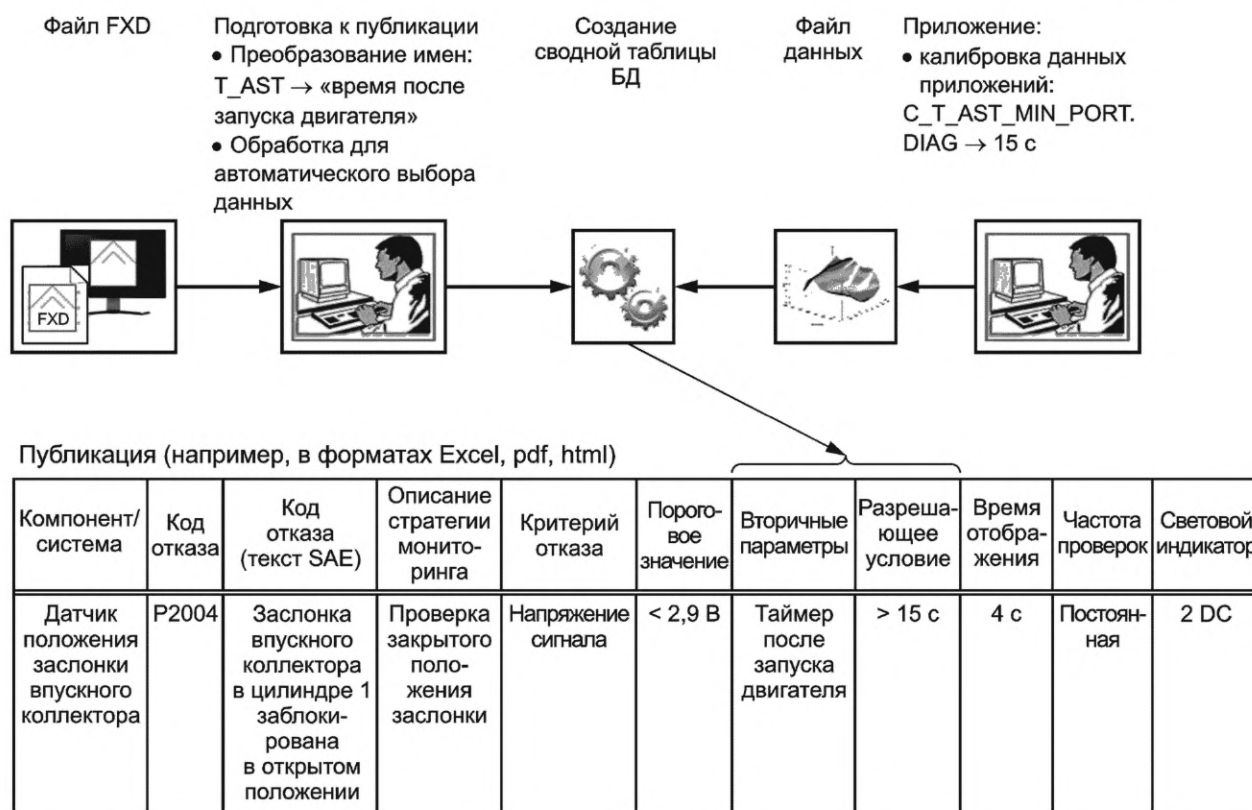 Файл FXD
Подготовка к публикации
• Преобразование имен:
T_AST → «время после
запуска двигателя»
• Обработка для
автоматического выбора
данных
Создание
сводной таблицы
БД
Файл
данных
Приложение:
• калибровка данных
приложений:
C_T_AST_MIN_PORT.
DIAG → 15 с
FXD
Публикация (например, в форматах Excel, pdf, html)
Компонент/
система
Код
отказа
Код
отказа
(текст SAE)
Описание
стратегии
монито-
ринга
Критерий
отказа
Порого-
вое
значение
Вторичные
параметры
Разреша-
ющее
условие
Время
отобра-
жения
Частота
проверок
Световой
индикатор
Датчик
положения
заслонки
впускного
коллектора
P2004
Заслонка
впускного
коллектора
в цилиндре 1
заблоки-
рована
в открытом
положении
Проверка
закрытого
поло-
жения
заслонки
Напряжение
сигнала
< 2,9 В
Таймер
после
запуска
двигателя
> 15 с
4 с
Постоян-
ная
2 DC